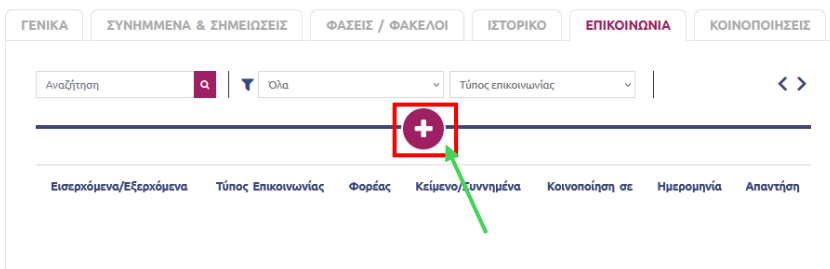 ΓΕΝΙΚΑ ΣΥΝΗΜΜΕΝΑ & ΣΗΜΕΙΩΣΕΙΣ ΦΑΣΕΙΣ / ΦΑΚΕΛΟΙ ΙΣΤΟΡΙΚΟ ΕΠΙΚΟΙΝΩΝΙΑ ΚΟΙΝΟΠΟΙΗΣΕΙΣ
Αναζήτηση Όλα Τύπος επικοινωνίας
Εισερχόμενα/Εξερχόμενα Τύπος Επικοινωνίας Φορέας Κείμενο/Συννημένα Κοινοποίηση σε Ημερομηνία Απαντήση